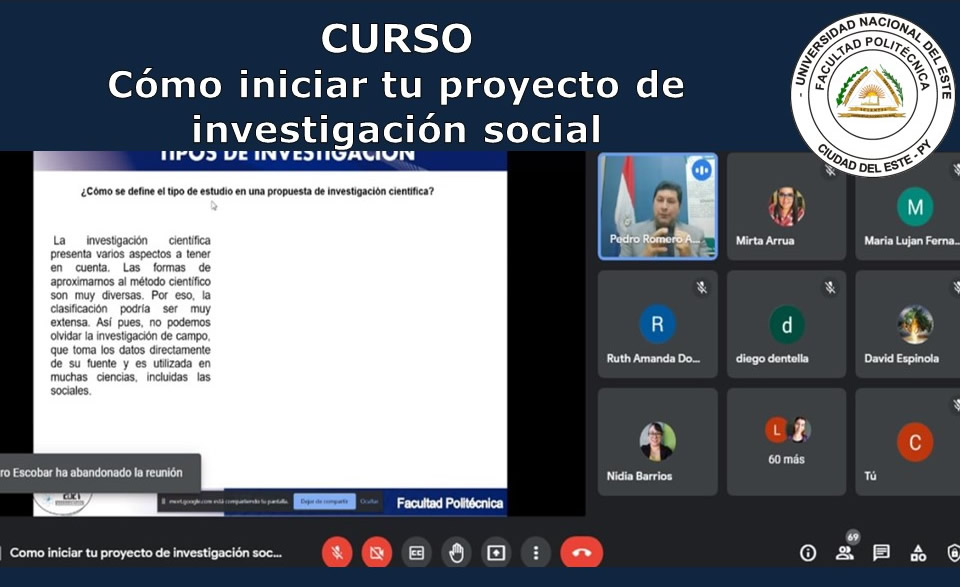 CURSO
Cómo iniciar tu proyecto de
investigación social
- UNIVERSIDAD NACIONAL DEL ESTE
FACULTAD POLITÉCNICA
CIUDAD DEL ESTE - PY
TIPOS DE INVESTIGACIÓN
¿Cómo se define el tipo de estudio en una propuesta de investigación científica?
La investigación científica
presenta varios aspectos a tener
en cuenta. Las formas de
aproximarnos al método científico
son muy diversas. Por eso, la
clasificación podría ser muy
extensa. Así pues, no podemos
olvidar la investigación de campo,
que toma los datos directamente
de su fuente y es utilizada en
muchas ciencias, incluidas las
sociales.
ro Escobar ha abandonado la reunión
meet.google.com está compartiendo tu pantalla.
Dejar de compartir
Ocultar
Facultad Politécnica
Pedro Romero A...
Mirta Arrua
M
Maria Lujan Ferna...
R
Ruth Amanda Do...
d
diego dentella
David Espinola
Nidia Barrios
L
60 más
C
Tú
Como iniciar tu proyecto de investigación soc...
CC
69